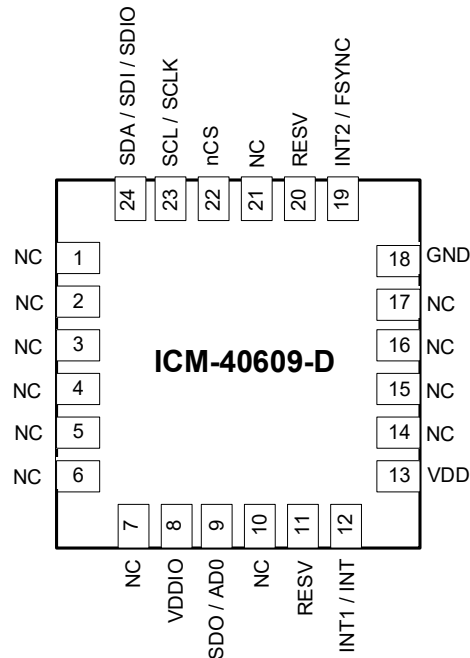 SDA / SDI / SDIO
SCL / SCLK
nCS
NC
RESV
INT2 / FSYNC
24
23
22
21
20
19
NC 1
NC 2
NC 3
NC 4
NC 5
NC 6
ICM-40609-D
18 GND
17 NC
16 NC
15 NC
14 NC
13 VDD
7
8
9
10
11
12
NC
VDDIO
SDO / AD0
NC
RESV
INT1 / INT